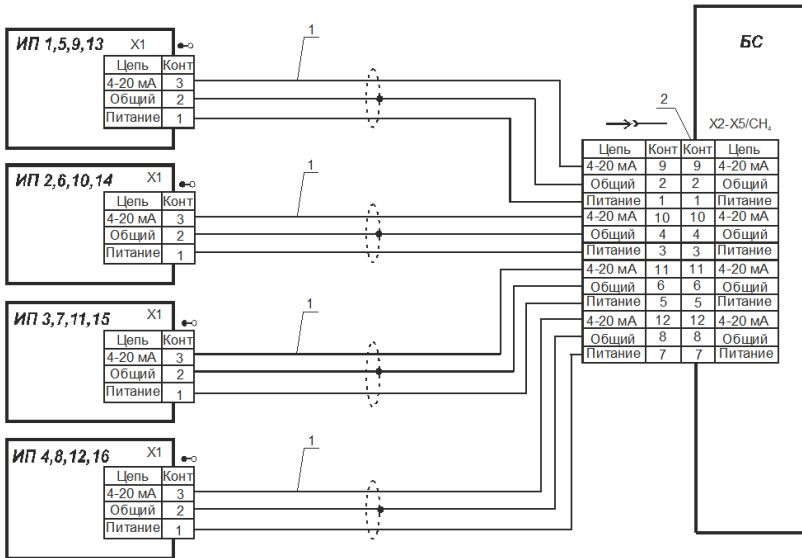 ИП 1,5,9,13 X1
Цепь Конт
4-20 мА 3
Общий 2
Питание 1
1
ИП 2,6,10,14 X1
Цепь Конт
4-20 мА 3
Общий 2
Питание 1
1
ИП 3,7,11,15 X1
Цепь Конт
4-20 мА 3
Общий 2
Питание 1
1
ИП 4,8,12,16 X1
Цепь Конт
4-20 мА 3
Общий 2
Питание 1
1
БС
2
X2-X5/CH₄
Цепь Конт Конт Цепь
4-20 мА 9 9 4-20 мА
Общий 2 2 Общий
Питание 1 1 Питание
4-20 мА 10 10 4-20 мА
Общий 4 4 Общий
Питание 3 3 Питание
4-20 мА 11 11 4-20 мА
Общий 6 6 Общий
Питание 5 5 Питание
4-20 мА 12 12 4-20 мА
Общий 8 8 Общий
Питание 7 7 Питание